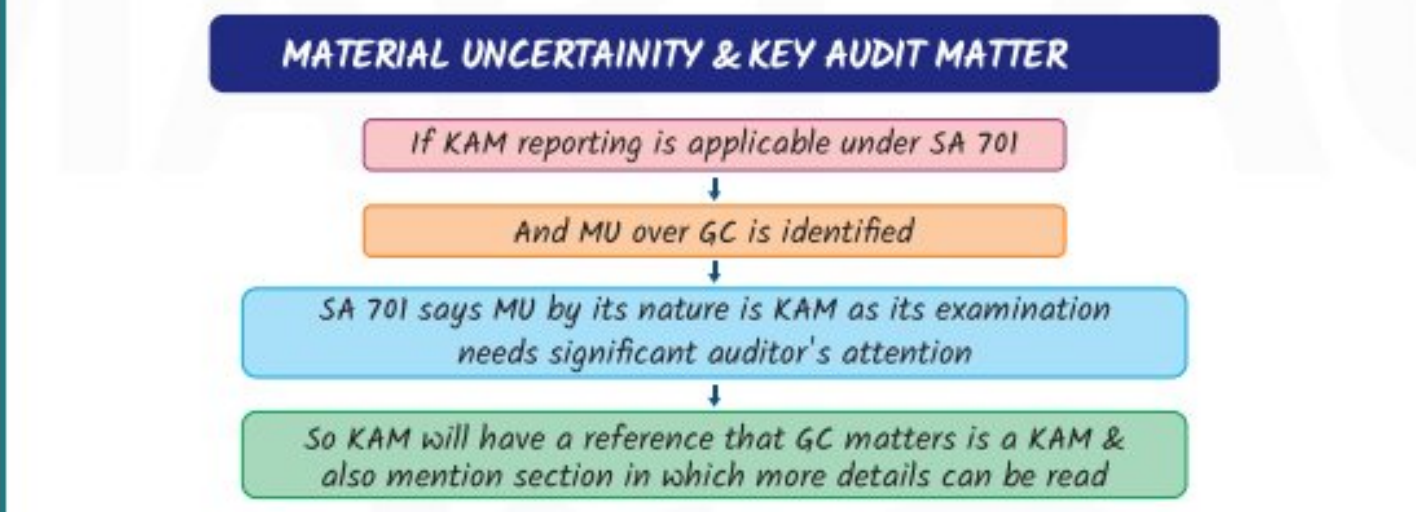 MATERIAL UNCERTAINITY & KEY AUDIT MATTER
If KAM reporting is applicable under SA 701
And MU over GC is identified
SA 701 says MU by its nature is KAM as its examination
needs significant auditor's attention
So KAM will have a reference that GC matters is a KAM &
also mention section in which more details can be read